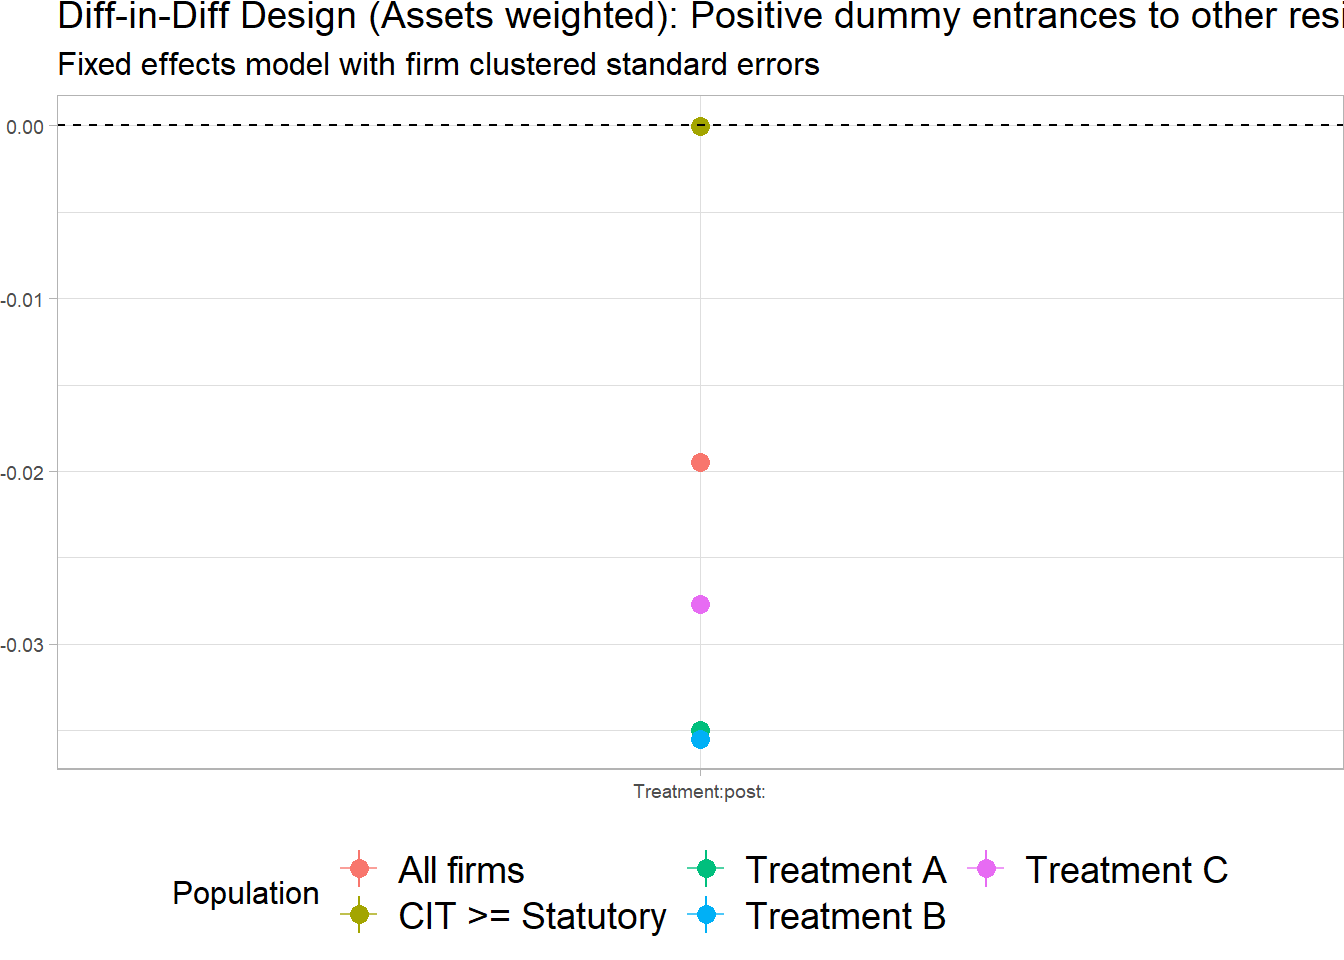 Diff-in-Diff Design (Assets weighted): Positive dummy entrances to other
Fixed effects model with firm clustered standard errors
0.00
-0.01
-0.02
-0.03
Treatment:post:
Population
All firms
Treatment A
Treatment C
CIT >= Statutory
Treatment B